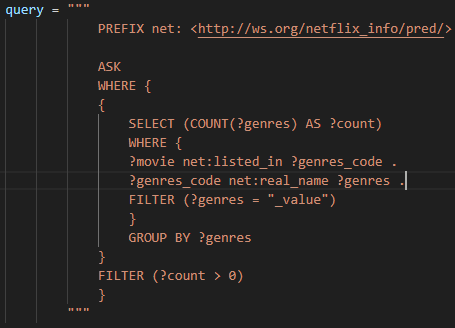 query = """
PREFIX net: <http://ws.org/netflix_info/pred/>
ASK
WHERE {
{
SELECT (COUNT(?genres) AS ?count)
WHERE {
?movie net:listed_in ?genres_code .
?genres_code net:real_name ?genres .
FILTER (?genres = "_value")
}
GROUP BY ?genres
}
FILTER (?count > 0)
}
"""